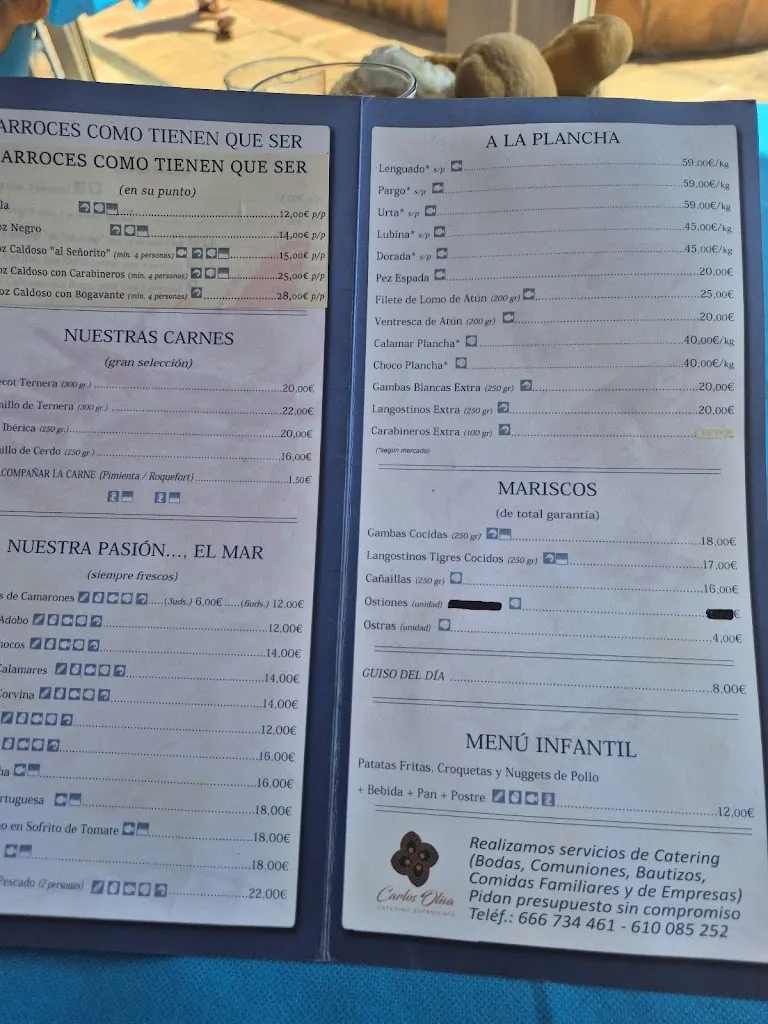 ARROCES COMO TIENEN QUE SER
ARROCES COMO TIENEN QUE SER
(en su punto)
la 12,00€ p/p
oz Negro 14,00€ p/p
oz Caldoso "al Señorito" (mín. 4 personas) 15,00€ p/p
oz Caldoso con Carabineros (mín. 4 personas) 25,00€ p/p
oz Caldoso con Bogavante (mín. 4 personas) 28,00€ p/p
NUESTRAS CARNES
(gran selección)
ecot Ternera (300 gr.) 20,00€
millo de Ternera (300 gr.) 22,00€
Ibérica (250 gr.) 20,00€
millo de Cerdo (250 gr.) 16,00€
COMPAÑAR LA CARNE (Pimienta / Roquefort) 1,50€
NUESTRA PASIÓN..., EL MAR
(siempre frescos)
s de Camarones (3uds.) 6,00€ (6uds.) 12,00€
Adobo 12,00€
hocos 14,00€
Calamares 14,00€
Corvina 14,00€
12,00€
16,00€
ha 16,00€
rtuguesa 18,00€
o en Sofrito de Tomate 18,00€
18,00€
Pescado (2 personas) 22,00€
A LA PLANCHA
Lenguado* s/p 59,00€/kg
Pargo* s/p 59,00€/kg
Urta* s/p 59,00€/kg
Lubina* s/p 45,00€/kg
Dorada* s/p 45,00€/kg
Pez Espada 20,00€
Filete de Lomo de Atún (200 gr) 25,00€
Ventresca de Atún (200 gr) 20,00€
Calamar Plancha* 40,00€/kg
Choco Plancha* 40,00€/kg
Gambas Blancas Extra (250 gr) 20,00€
Langostinos Extra (250 gr) 20,00€
Carabineros Extra (100 gr)
(*según mercado)
MARISCOS
(de total garantía)
Gambas Cocidas (250 gr) 18,00€
Langostinos Tigres Cocidos (250 gr) 17,00€
Cañaillas (250 gr) 16,00€
Ostiones (unidad) €
Ostras (unidad) 4,00€
GUISO DEL DÍA 8,00€
MENÚ INFANTIL
Patatas Fritas, Croquetas y Nuggets de Pollo
+ Bebida + Pan + Postre 12,00€
Carlos Oliva
Realizamos servicios de Catering
(Bodas, Comuniones, Bautizos,
Comidas Familiares y de Empresas)
Pidan presupuesto sin compromiso
Teléf.: 666 734 461 - 610 085 252